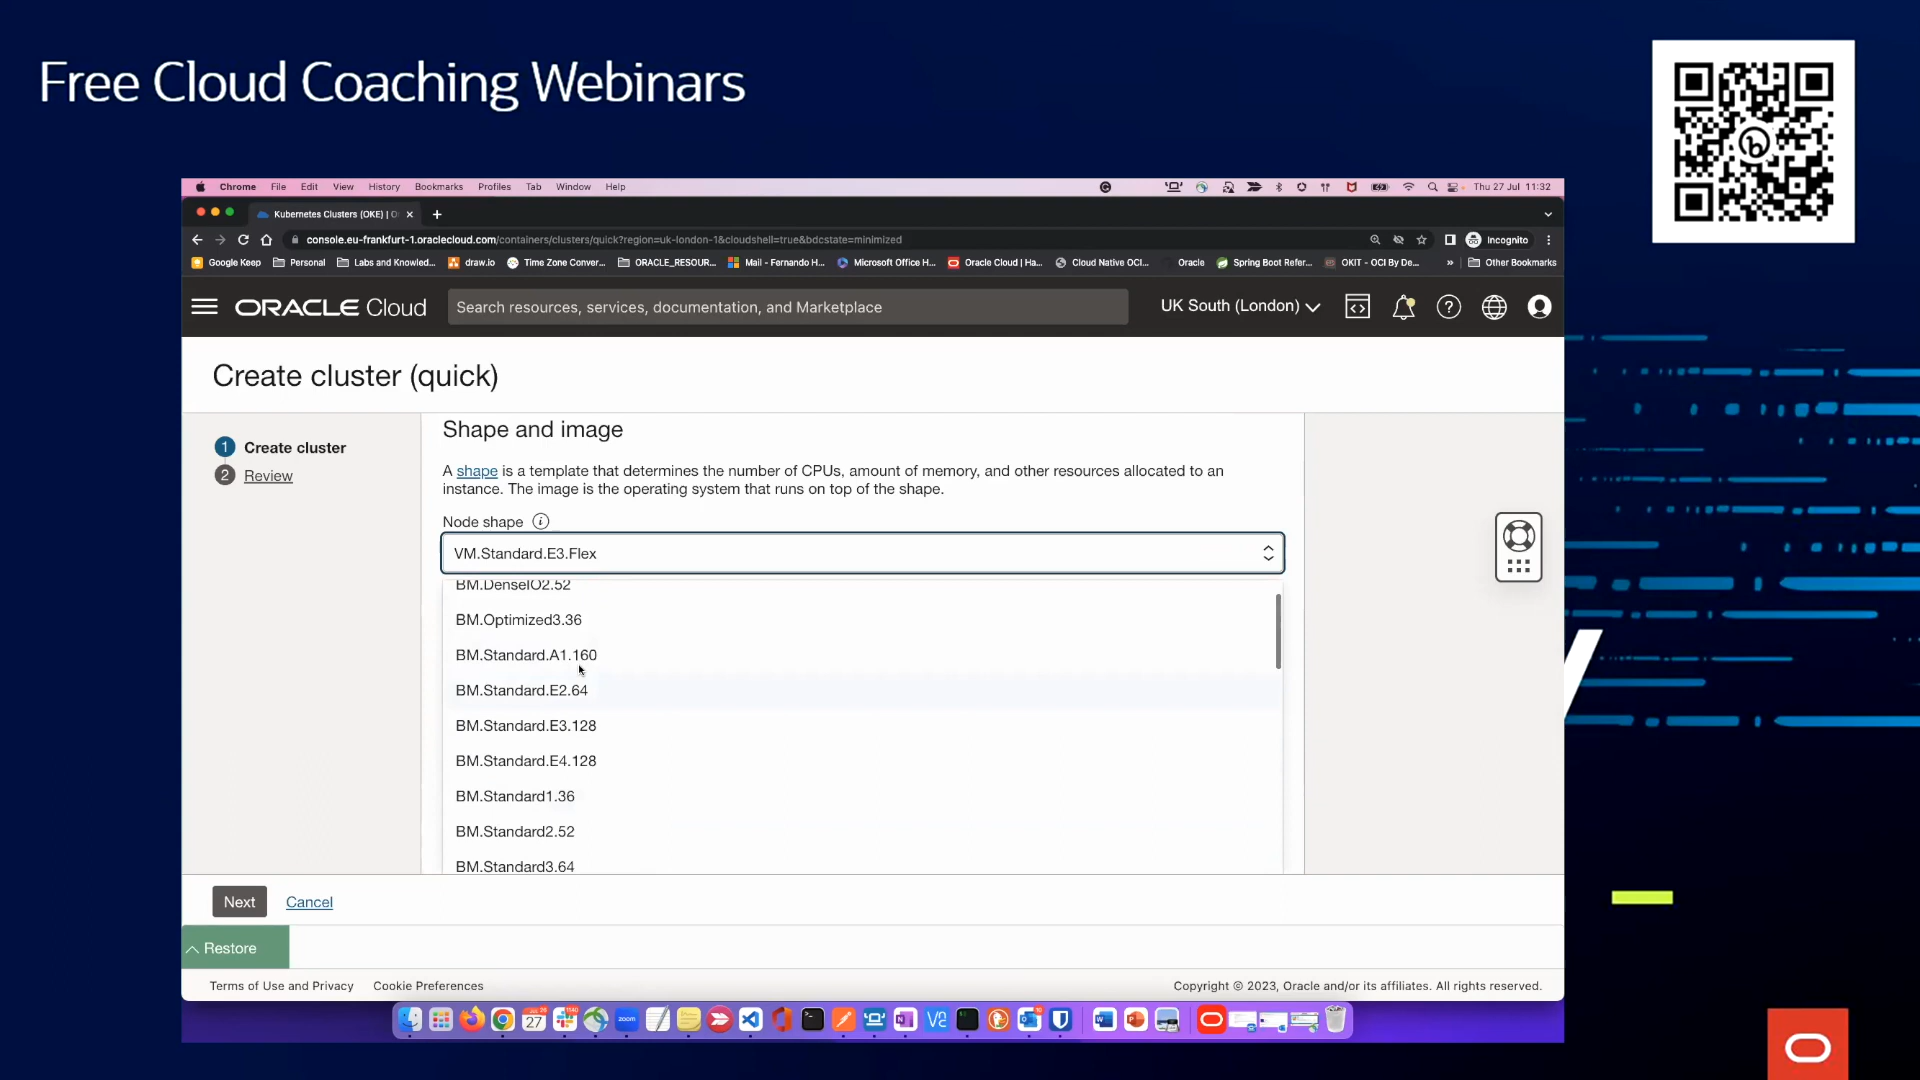 Free Cloud Coaching Webinars
Chrome File Edit View History Bookmarks Profiles Tab Window Help
Thu 27 Jul 11:32
Kubernetes Clusters (OKE) | O
console.eu-frankfurt-1.oraclecloud.com/containers/clusters/quick?region=uk-london-1&cloudshell=true&bdcstate=minimized
Incognito
Google Keep Personal Labs and Knowled... draw.io Time Zone Conver... ORACLE_RESOUR... Mail - Fernando H... Microsoft Office H... Oracle Cloud | Ha... Cloud Native OCI... Oracle Spring Boot Refer... OKIT - OCI By De... » Other Bookmarks
ORACLE Cloud
Search resources, services, documentation, and Marketplace
UK South (London)
Create cluster (quick)
1 Create cluster
2 Review
Shape and image
A shape is a template that determines the number of CPUs, amount of memory, and other resources allocated to an
instance. The image is the operating system that runs on top of the shape.
Node shape
VM.Standard.E3.Flex
BM.DenseIO2.52
BM.Optimized3.36
BM.Standard.A1.160
BM.Standard.E2.64
BM.Standard.E3.128
BM.Standard.E4.128
BM.Standard1.36
BM.Standard2.52
BM.Standard3.64
Next Cancel
Restore
Terms of Use and Privacy Cookie Preferences
Copyright © 2023, Oracle and/or its affiliates. All rights reserved.